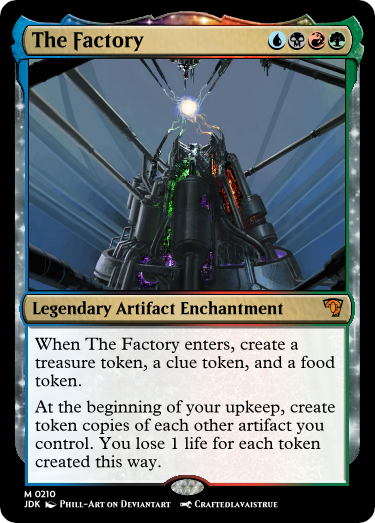 The Factory
Legendary Artifact Enchantment
When The Factory enters, create a
treasure token, a clue token, and a food
token.
At the beginning of your upkeep, create
token copies of each other artifact you
control. You lose 1 life for each token
created this way.
M 0210
JDK Phill-Art on Deviantart Craftedlavaistrue